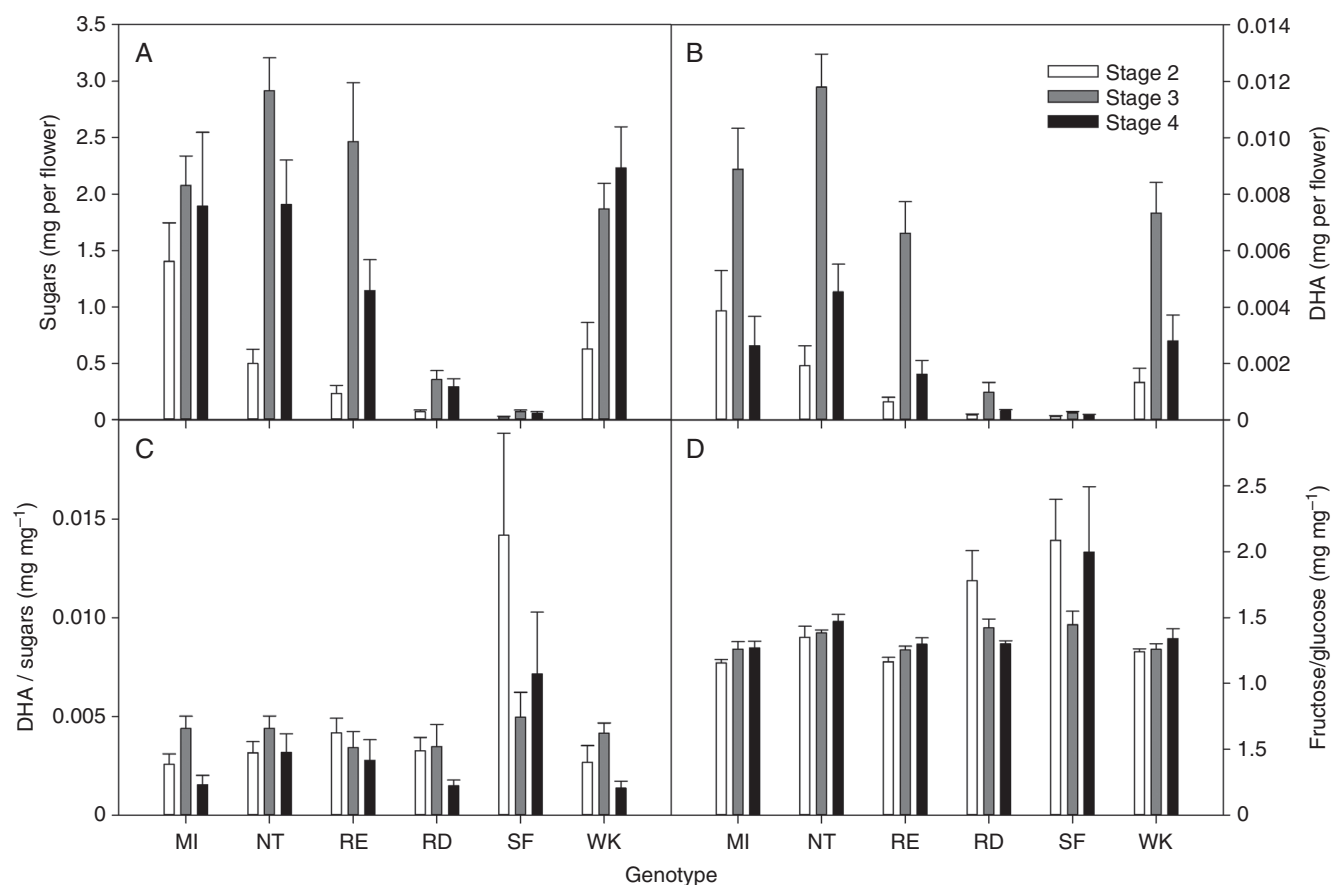 A
B
Sugars (mg per flower)
3.5
3.0
2.5
2.0
1.5
1.0
0.5
0
Stage 2
Stage 3
Stage 4
0.014
0.012
0.010
0.008
0.006
0.004
0.002
0
DHA (mg per flower)
C
D
DHA / sugars (mg mg⁻¹)
0.015
0.010
0.005
0
2.5
2.0
1.5
1.0
1.5
0
Fructose/glucose (mg mg⁻¹)
MI NT RE RD SF WK MI NT RE RD SF WK
Genotype